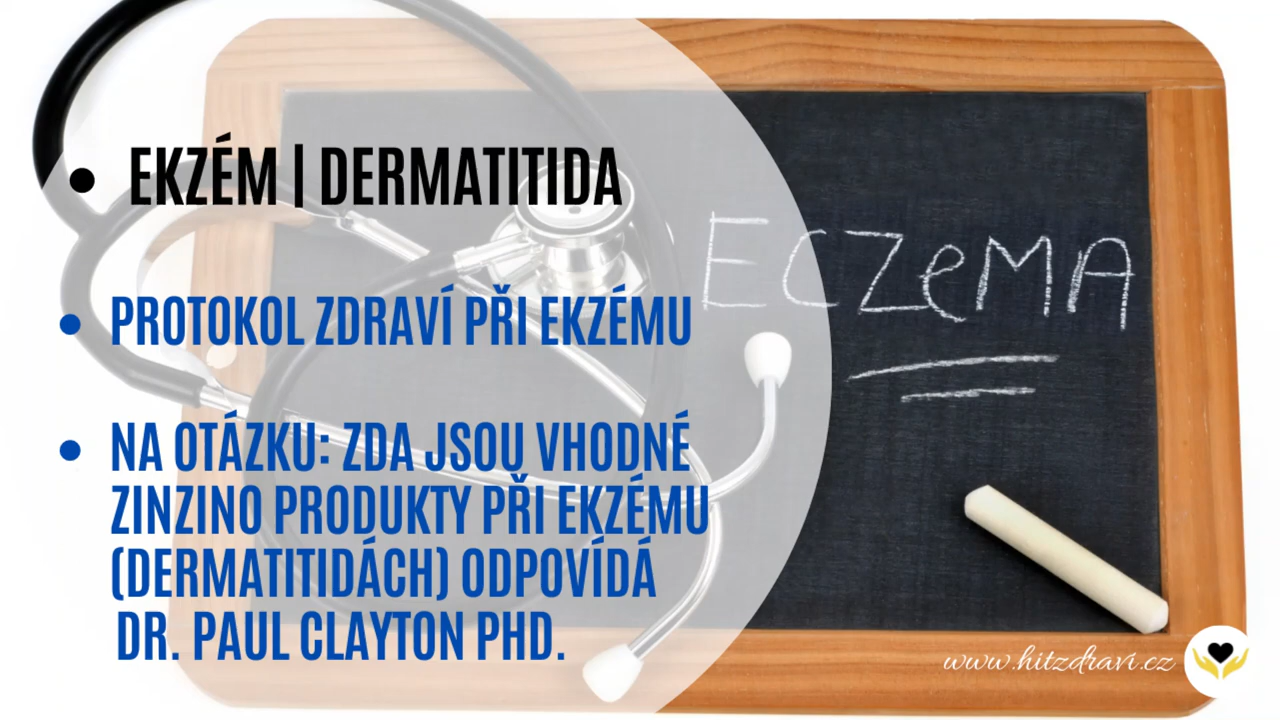 • EKZÉM | DERMATITIDA
• PROTOKOL ZDRAVÍ PŘI EKZÉMU
• NA OTÁZKU: ZDA JSOU VHODNÉ
ZINZINO PRODUKTY PŘI EKZÉMU
(DERMATITIDÁCH) ODPOVÍDÁ
DR. PAUL CLAYTON PHD.
ECZeMA
www.hitzdraví.cz